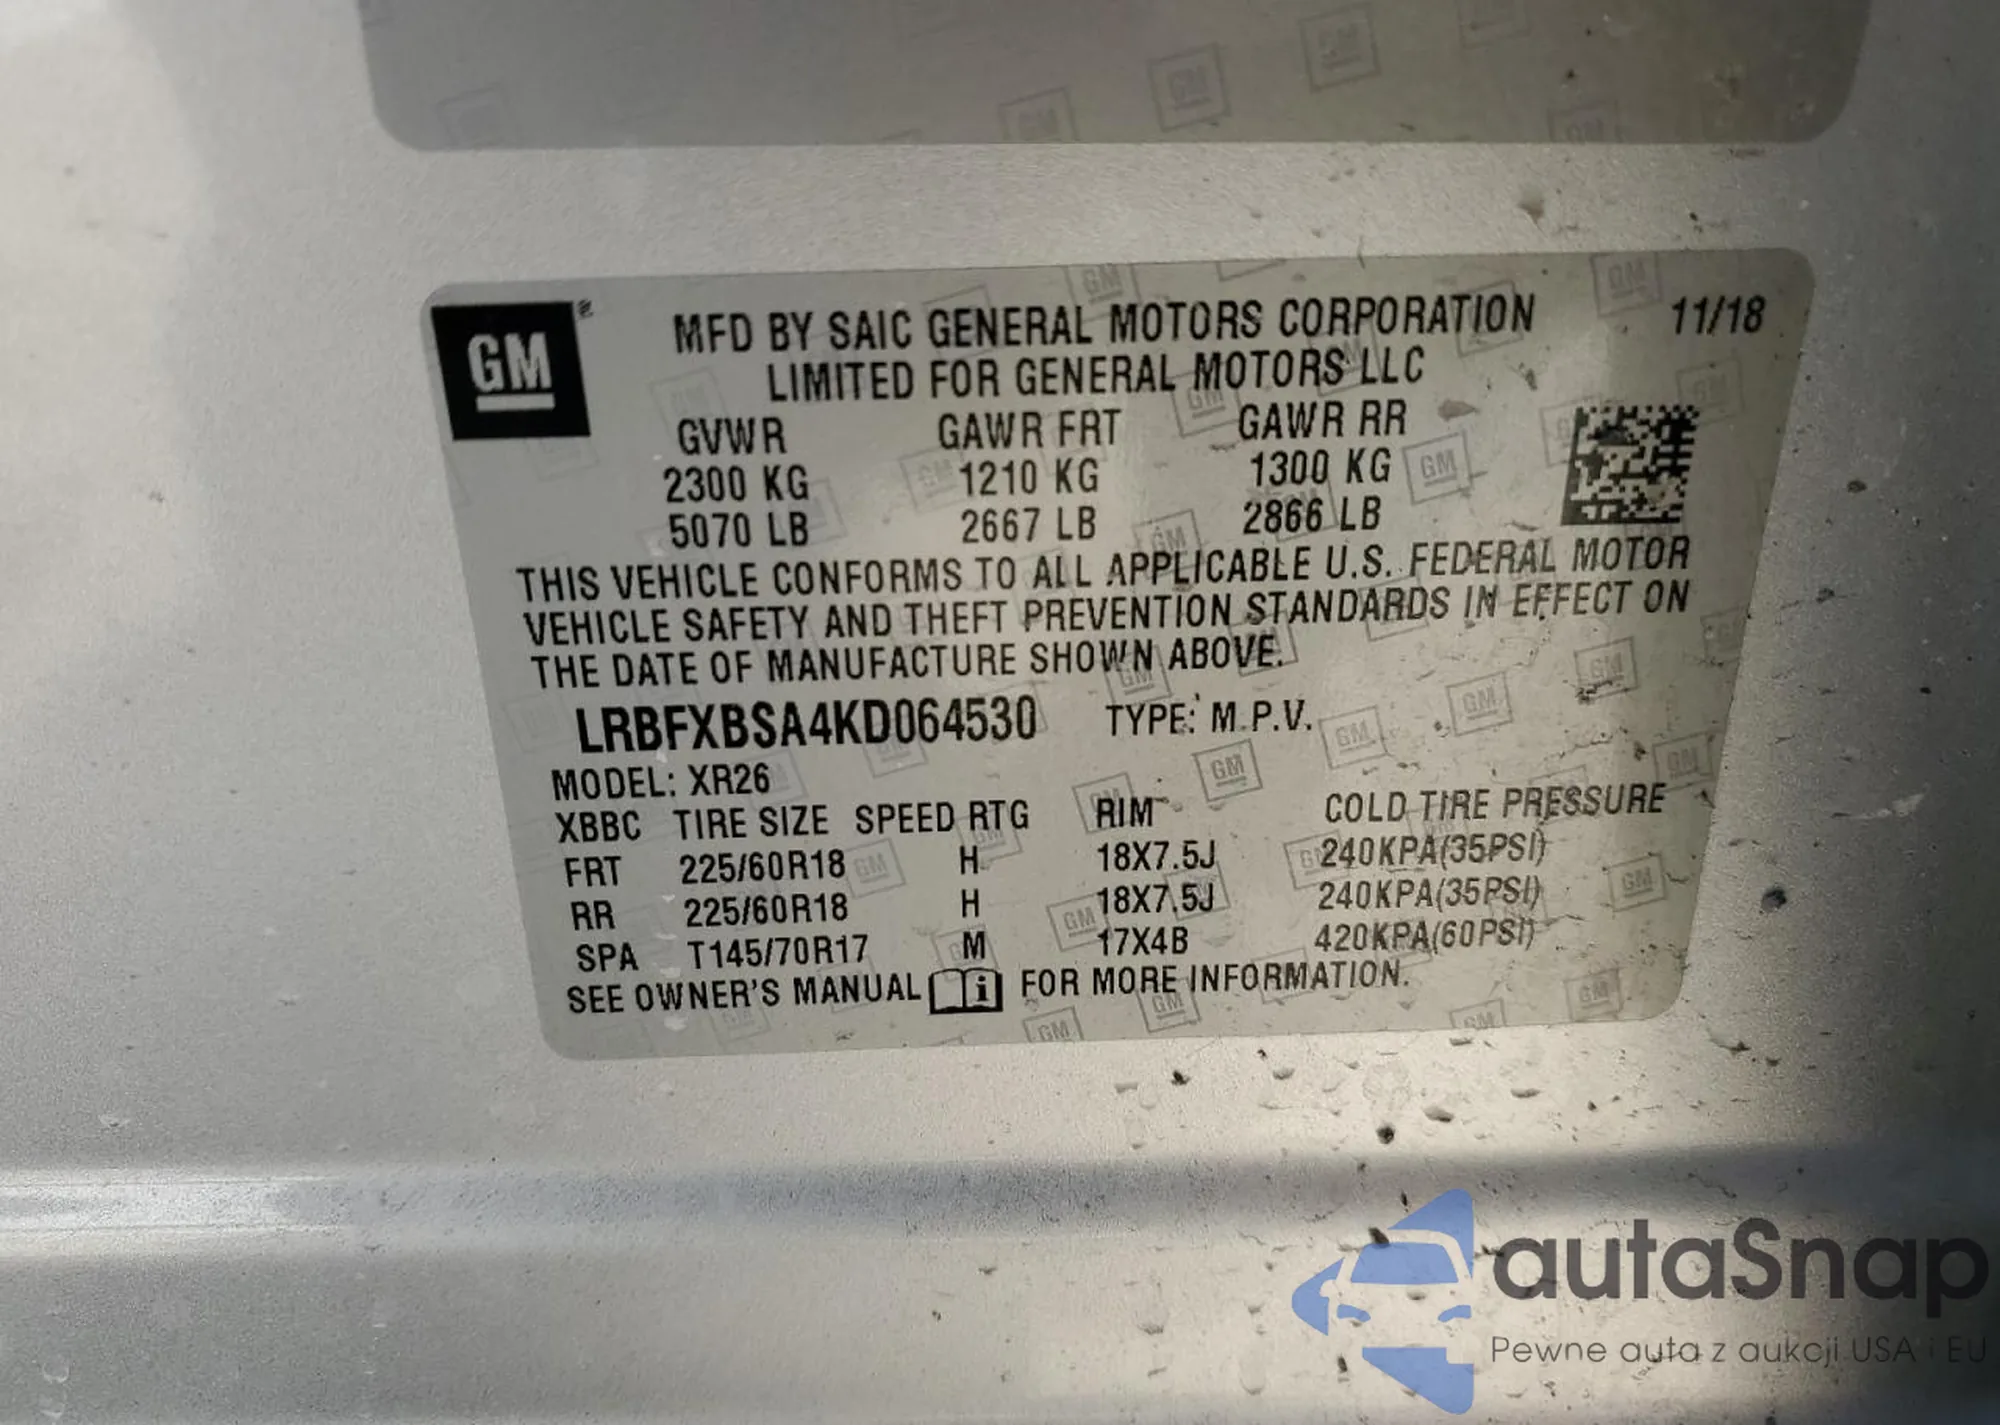 GM
MFD BY SAIC GENERAL MOTORS CORPORATION 11/18
LIMITED FOR GENERAL MOTORS LLC
GVWR GAWR FRT GAWR RR
2300 KG 1210 KG 1300 KG
5070 LB 2667 LB 2866 LB
THIS VEHICLE CONFORMS TO ALL APPLICABLE U.S. FEDERAL MOTOR
VEHICLE SAFETY AND THEFT PREVENTION STANDARDS IN EFFECT ON
THE DATE OF MANUFACTURE SHOWN ABOVE.
LRBFXBSA4KD064530 TYPE: M.P.V.
MODEL: XR26
XBBC TIRE SIZE SPEED RTG RIM COLD TIRE PRESSURE
FRT 225/60R18 H 18X7.5J 240KPA(35PSI)
RR 225/60R18 H 18X7.5J 240KPA(35PSI)
SPA T145/70R17 M 17X4B 420KPA(60PSI)
SEE OWNER'S MANUAL i FOR MORE INFORMATION.
autaSnap
Pewne auta z aukcji USA i EU